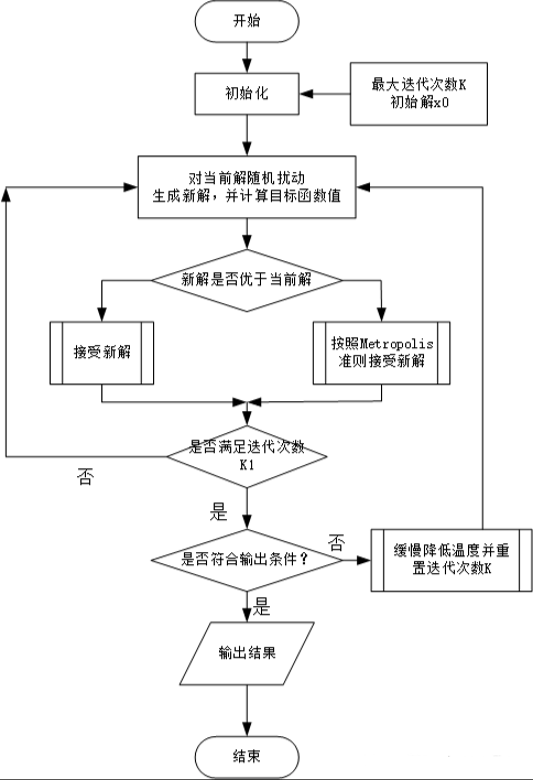 开始
初始化
最大迭代次数K
初始解x0
对当前解随机扰动
生成新解，并计算目标函数值
新解是否优于当前解
接受新解
按照Metropolis
准则接受新解
是否满足迭代次数
K1
否
是
是否符合输出条件？
否
缓慢降低温度并重
置迭代次数K
是
输出结果
结束